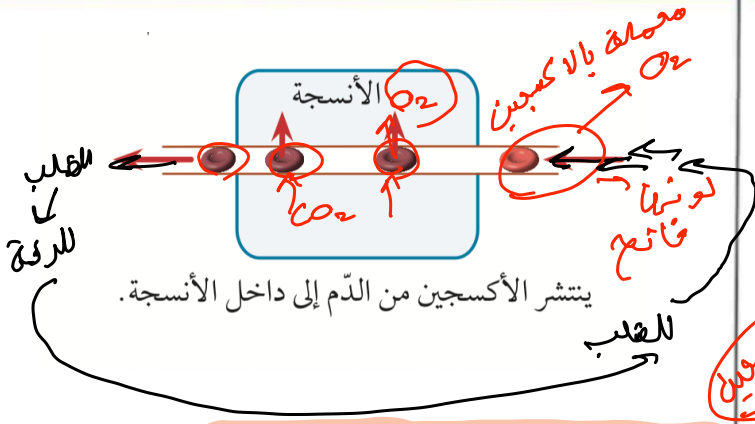 محملة بالاكسجين
O2
الأنسجة O2
القلب
للرئة
CO2
لونها
فاتح
ينتشر الأكسجين من الدّم إلى داخل الأنسجة.
للقلب